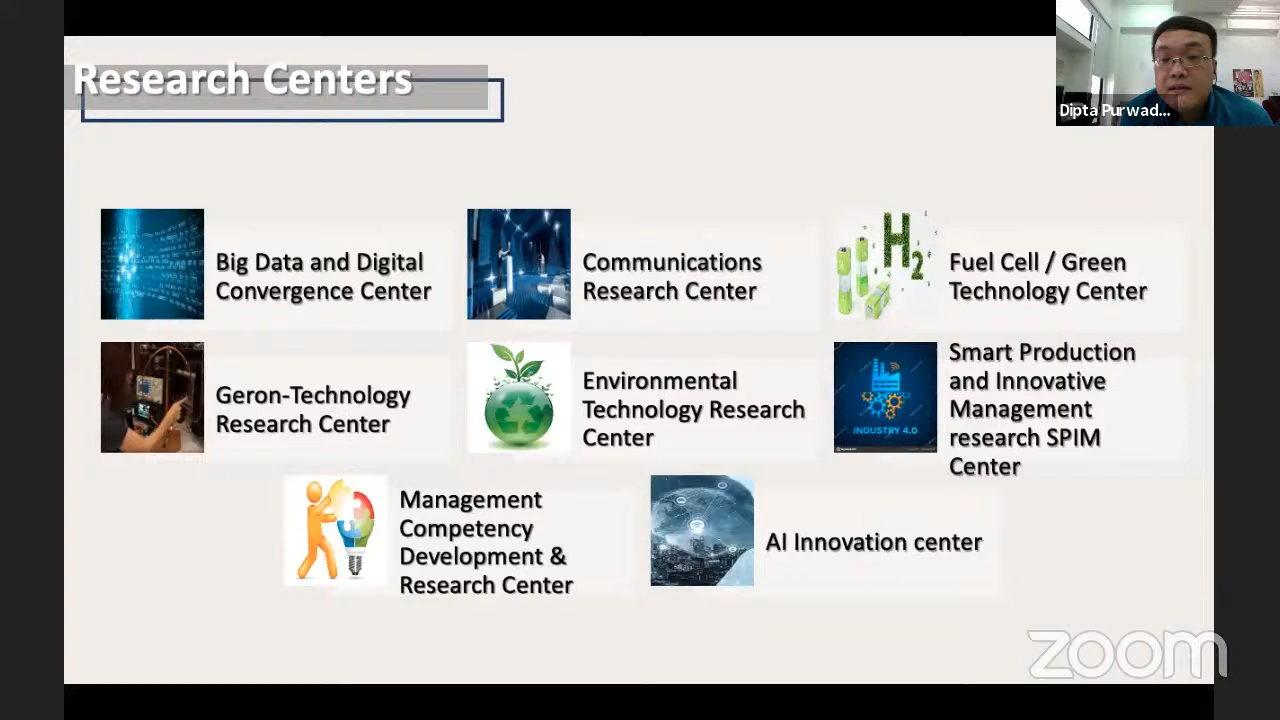 Research Centers
Dipta Purwad...
Big Data and Digital
Convergence Center
Communications
Research Center
H2
Fuel Cell / Green
Technology Center
Geron-Technology
Research Center
Environmental
Technology Research
Center
INDUSTRY 4.0
Smart Production
and Innovative
Management
research SPIM
Center
Management
Competency
Development &
Research Center
AI Innovation center
zoom